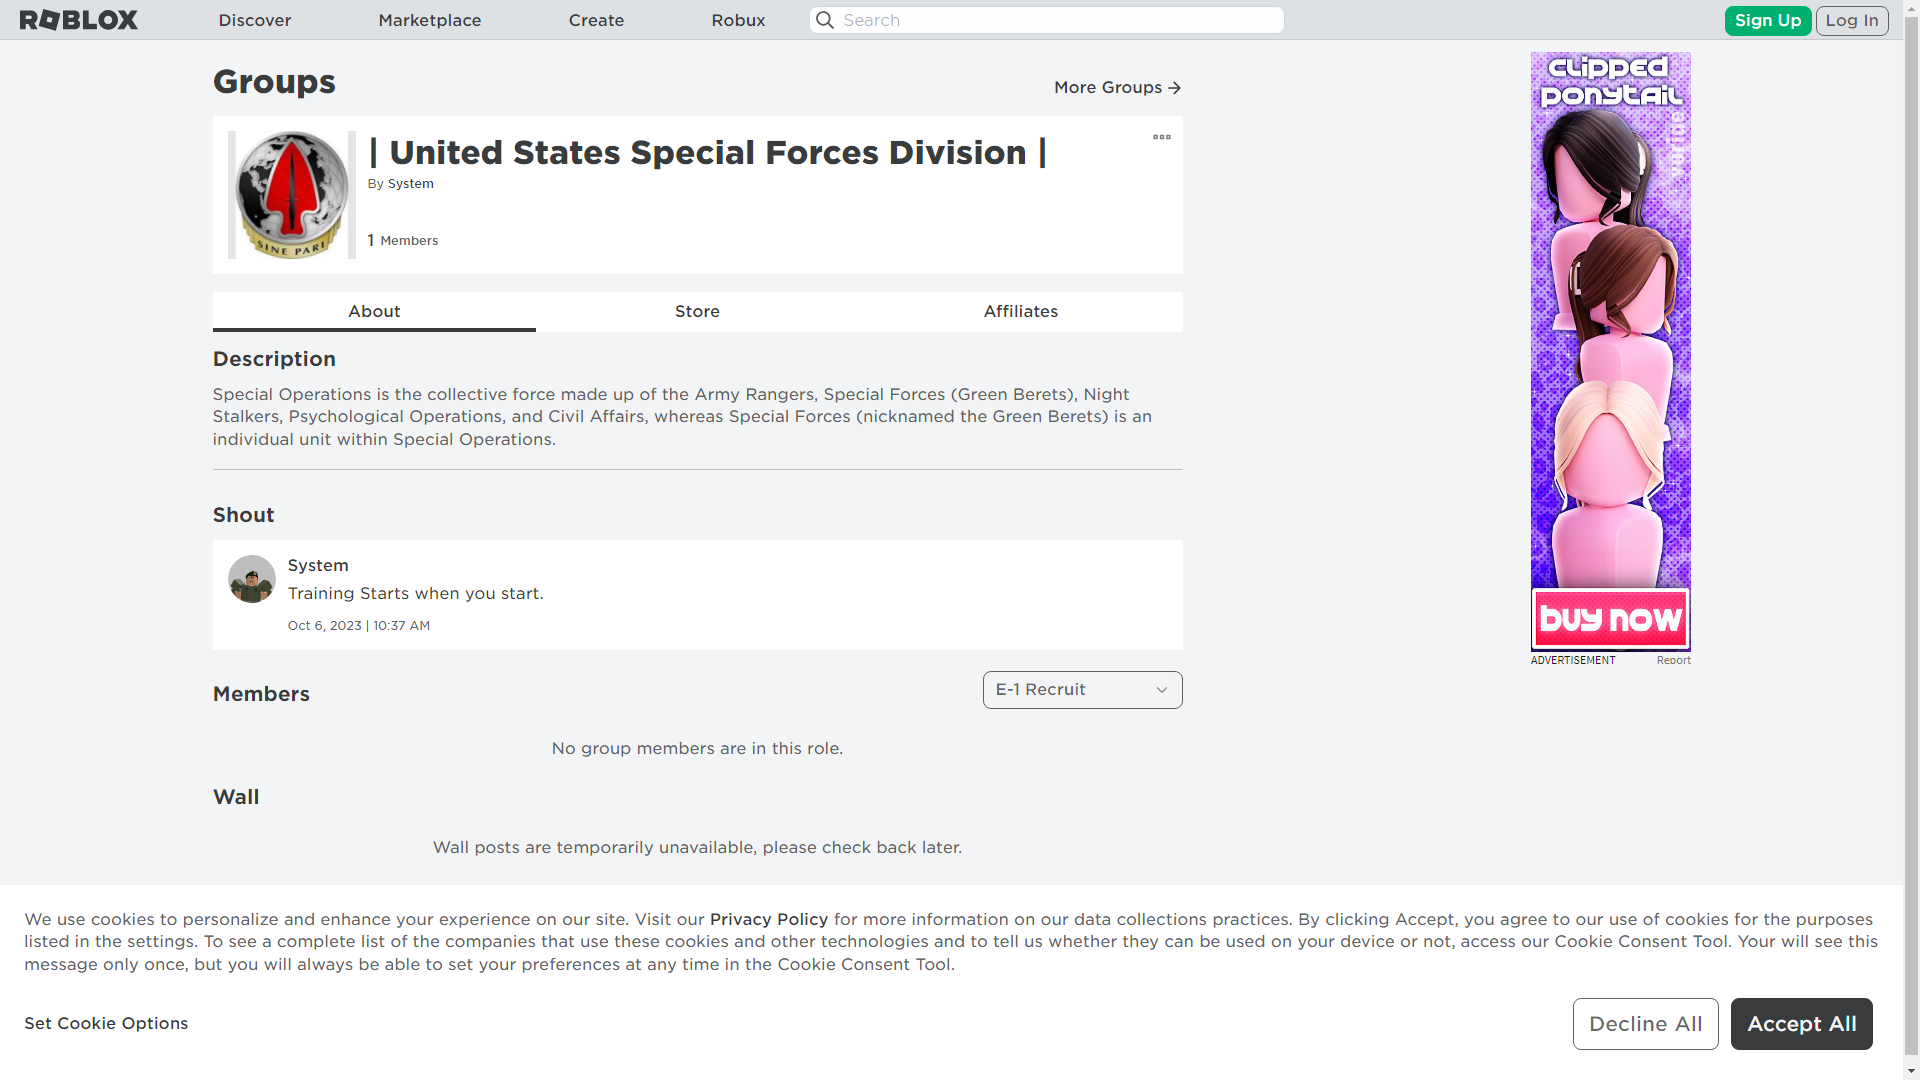 ROBLOX
Discover
Marketplace
Create
Robux
Search
Sign Up
Log In
Groups
More Groups
SINE PARI
| United States Special Forces Division |
By System
1 Members
About
Store
Affiliates
Description
Special Operations is the collective force made up of the Army Rangers, Special Forces (Green Berets), Night
Stalkers, Psychological Operations, and Civil Affairs, whereas Special Forces (nicknamed the Green Berets) is an
individual unit within Special Operations.
Shout
System
Training Starts when you start.
Oct 6, 2023 | 10:37 AM
Members
E-1 Recruit
No group members are in this role.
Wall
Wall posts are temporarily unavailable, please check back later.
clipped
ponytail
buy now
ADVERTISEMENT
Report
We use cookies to personalize and enhance your experience on our site. Visit our Privacy Policy for more information on our data collections practices. By clicking Accept, you agree to our use of cookies for the purposes
listed in the settings. To see a complete list of the companies that use these cookies and other technologies and to tell us whether they can be used on your device or not, access our Cookie Consent Tool. Your will see this
message only once, but you will always be able to set your preferences at any time in the Cookie Consent Tool.
Set Cookie Options
Decline All
Accept All